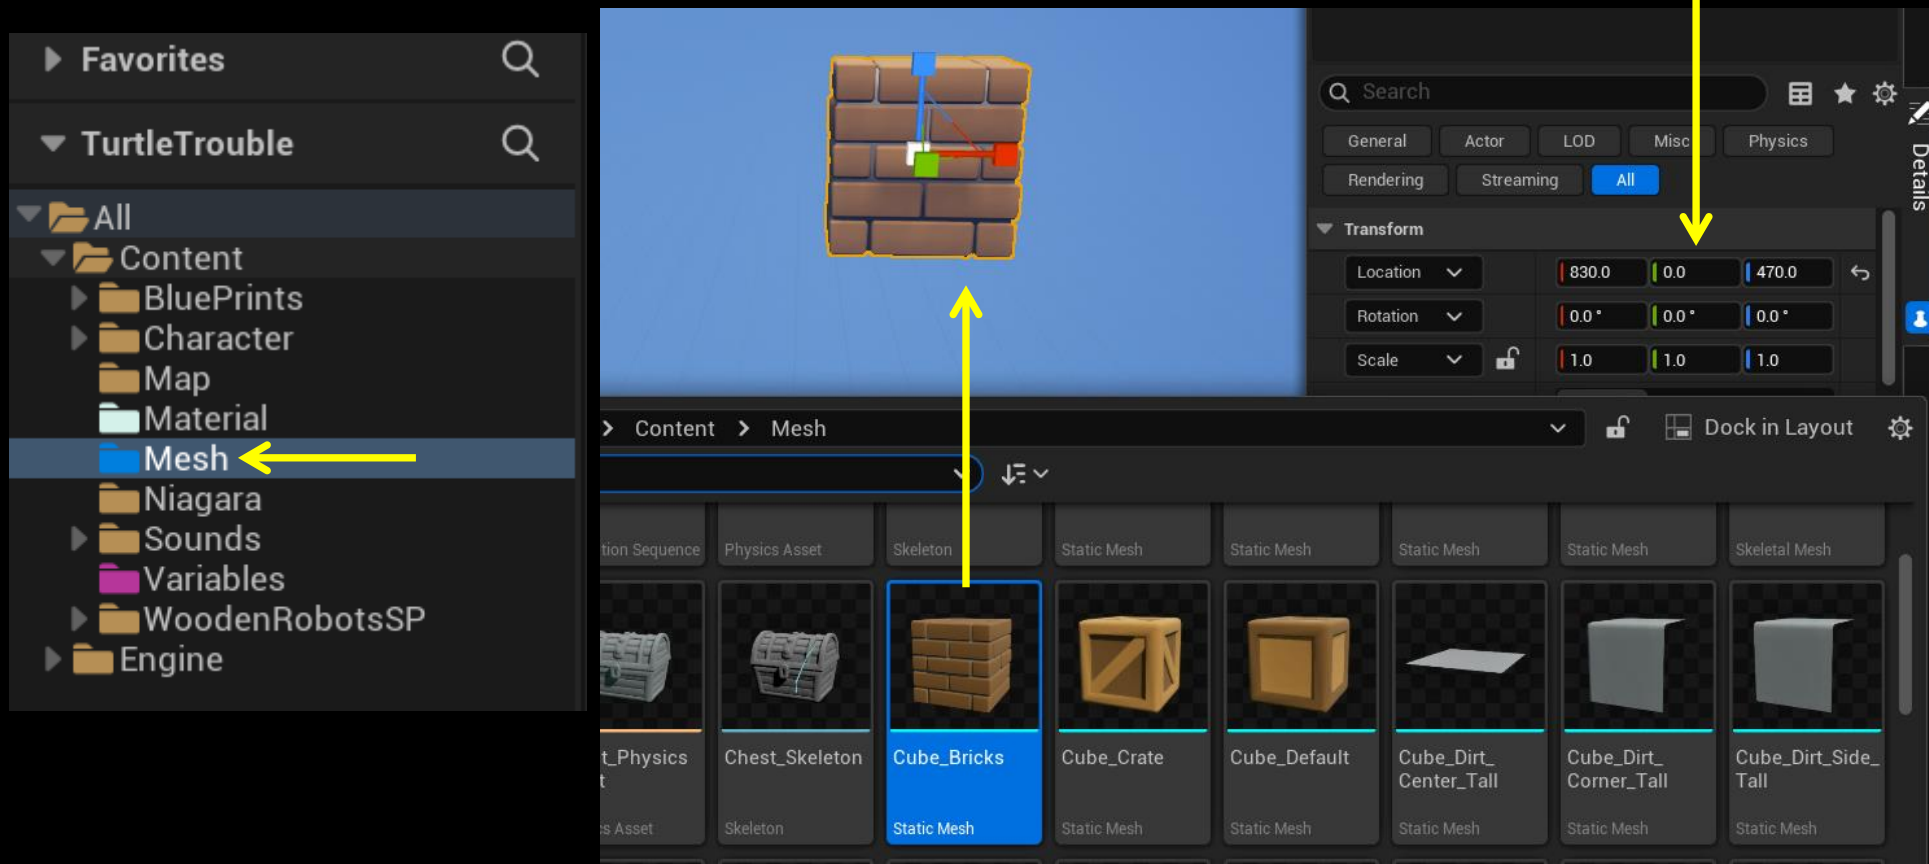 Favorites
TurtleTrouble
All
Content
BluePrints
Character
Map
Material
Mesh
Niagara
Sounds
Variables
WoodenRobotsSP
Engine
Search
General Actor LOD Misc Physics
Rendering Streaming All
Details
Transform
Location 830.0 0.0 470.0
Rotation 0.0° 0.0° 0.0°
Scale 1.0 1.0 1.0
> Content > Mesh
Dock in Layout
tion Sequence Physics Asset Skeleton Static Mesh Static Mesh Static Mesh Static Mesh Skeletal Mesh
t_Physics Chest_Skeleton Cube_Bricks Cube_Crate Cube_Default Cube_Dirt_ Cube_Dirt_ Cube_Dirt_Side_
t Center_Tall Corner_Tall Tall
s Asset Skeleton Static Mesh Static Mesh Static Mesh Static Mesh Static Mesh Static Mesh